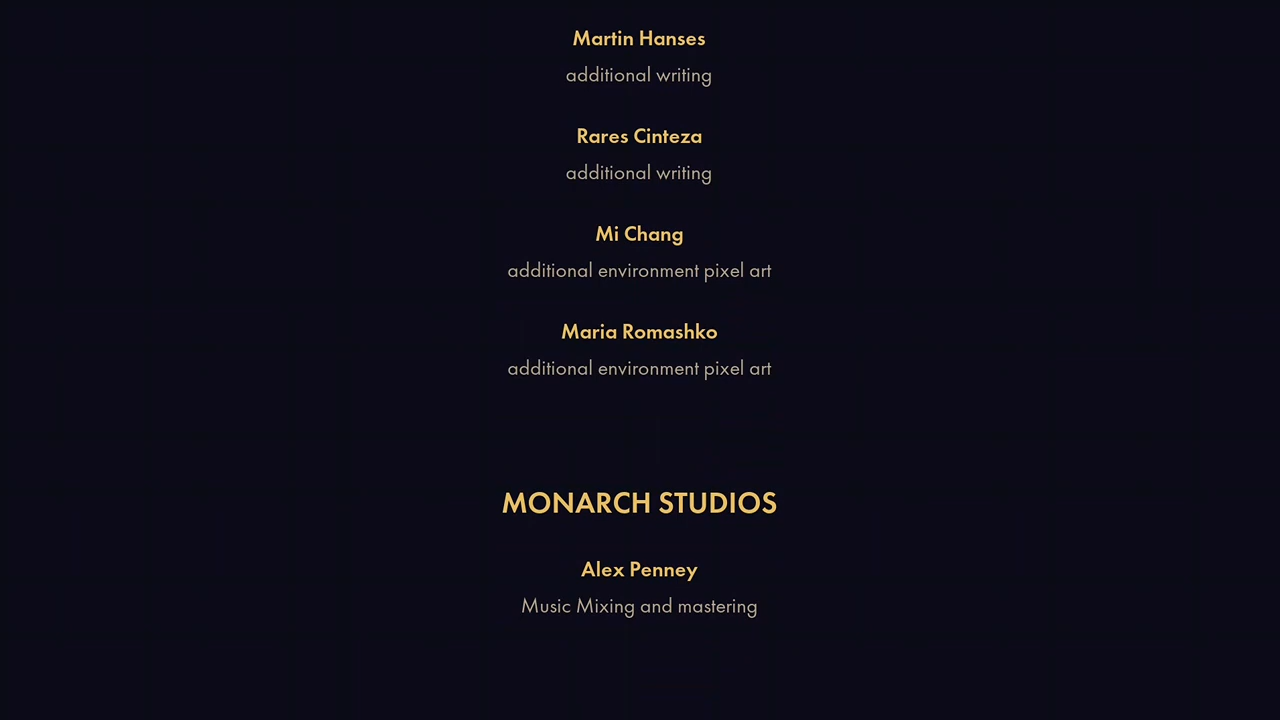 Martin Hanses
additional writing
Rares Cinteza
additional writing
Mi Chang
additional environment pixel art
Maria Romashko
additional environment pixel art
MONARCH STUDIOS
Alex Penney
Music Mixing and mastering